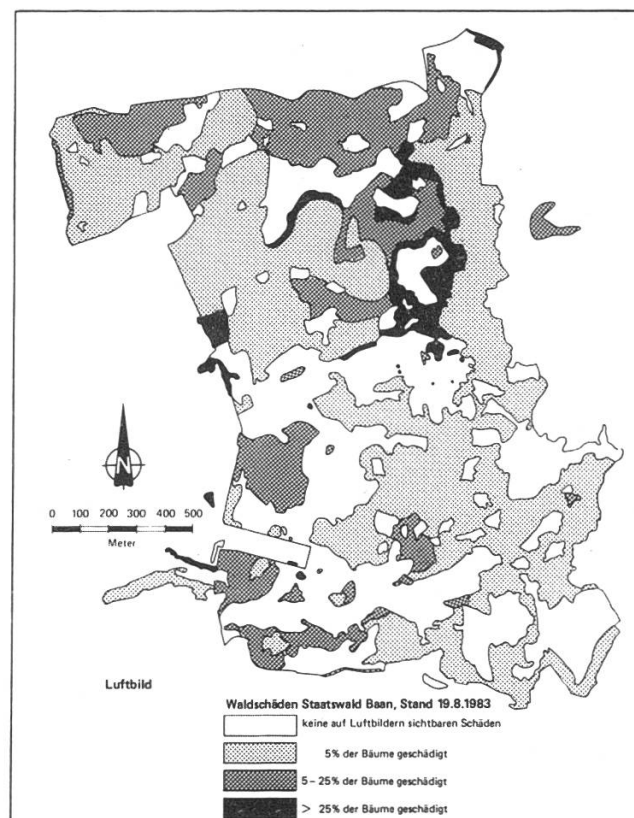 N
0 100 200 300 400 500
Meter
Luftbild
Waldschäden Staatswald Baan, Stand 19.8.1983
keine auf Luftbildern sichtbaren Schäden
5% der Bäume geschädigt
5–25% der Bäume geschädigt
> 25% der Bäume geschädigt